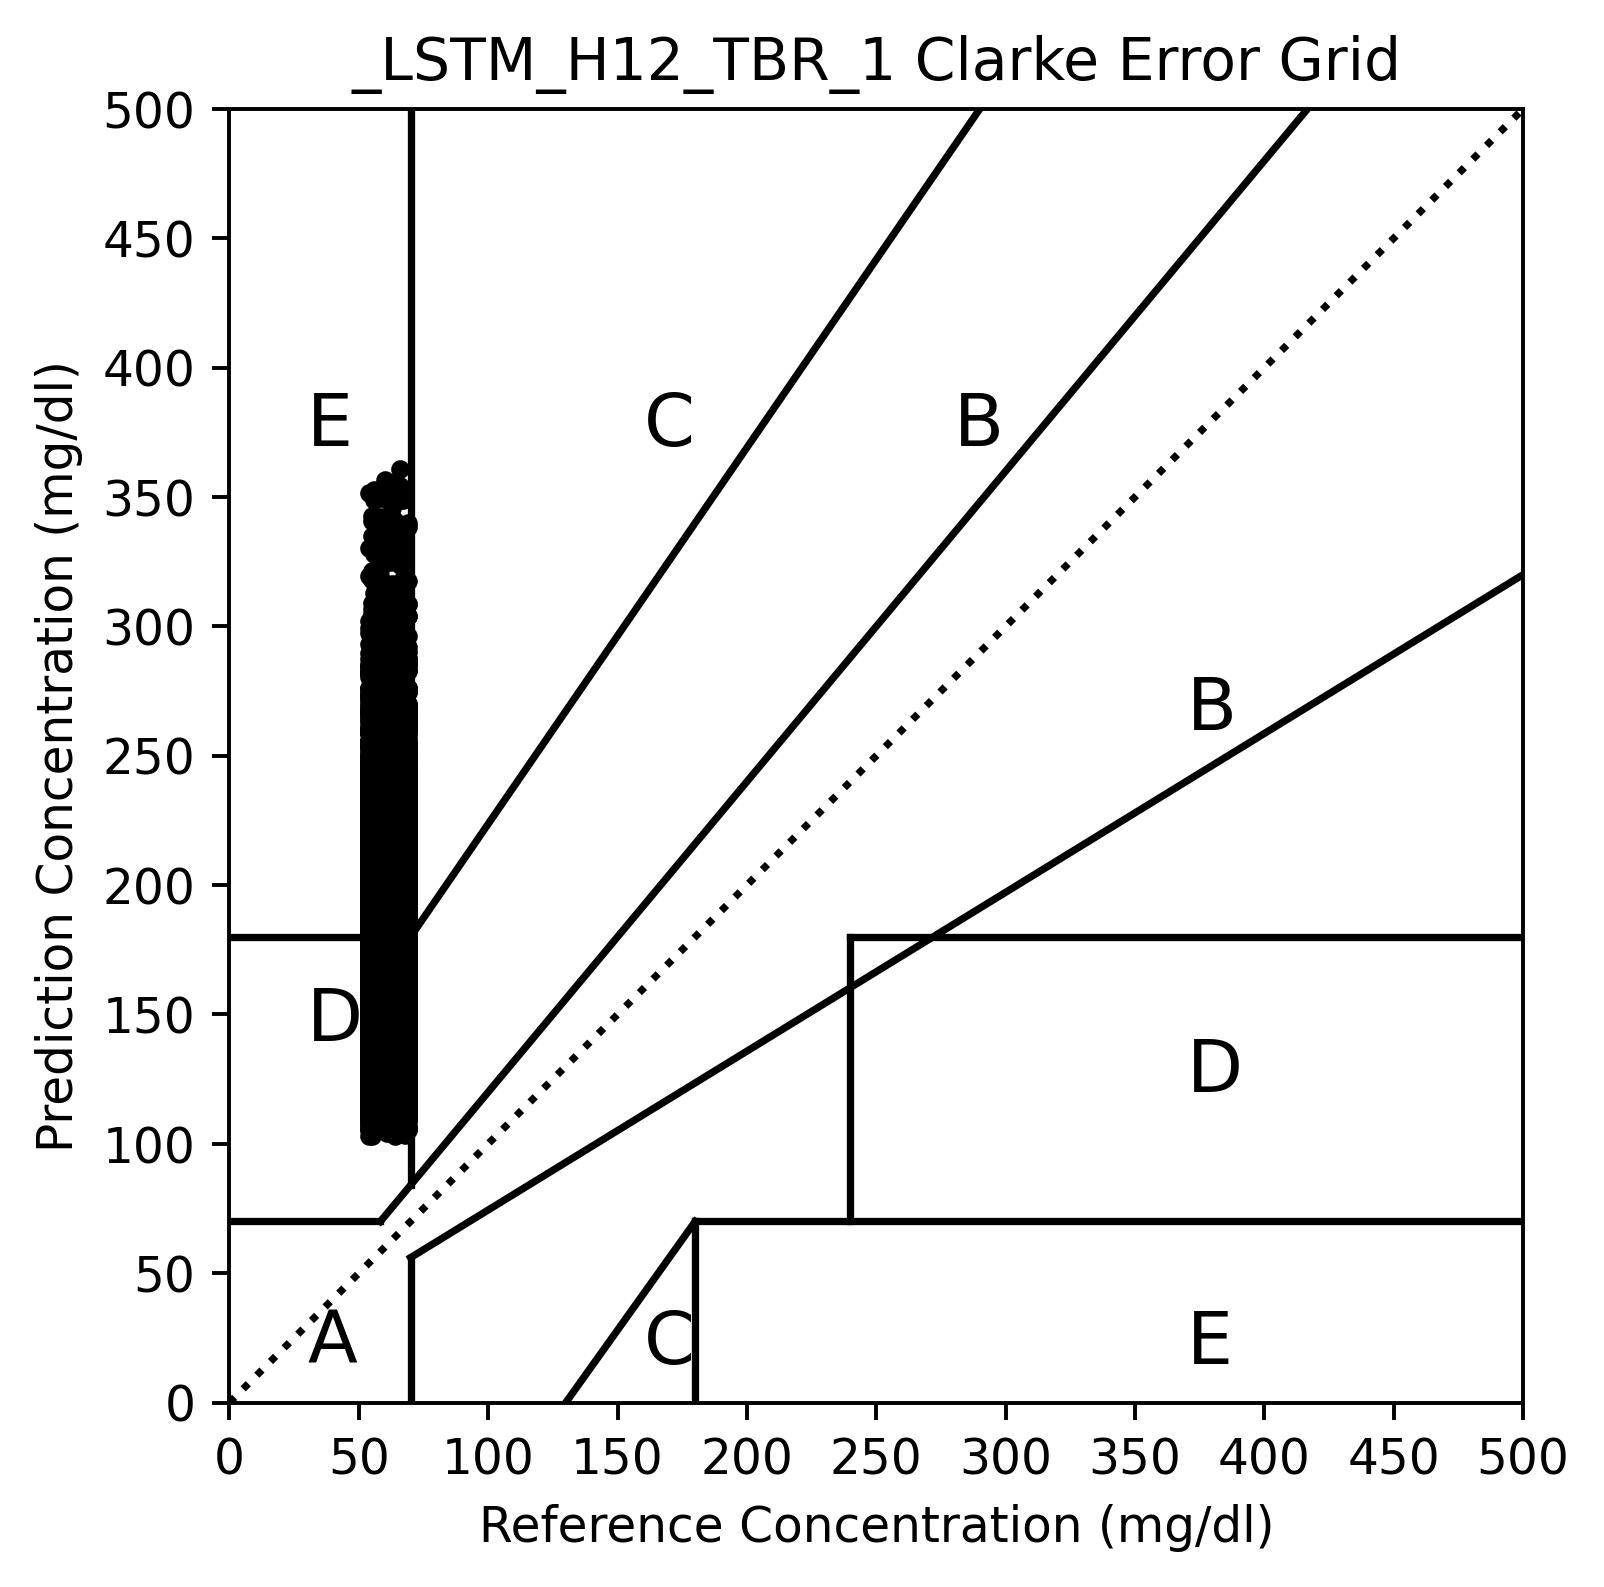 _LSTM_H12_TBR_1 Clarke Error Grid
500
450
400
350
300
250
200
150
100
50
0
Prediction Concentration (mg/dl)
E
C
B
B
D
D
A
C
E
0 50 100 150 200 250 300 350 400 450 500
Reference Concentration (mg/dl)